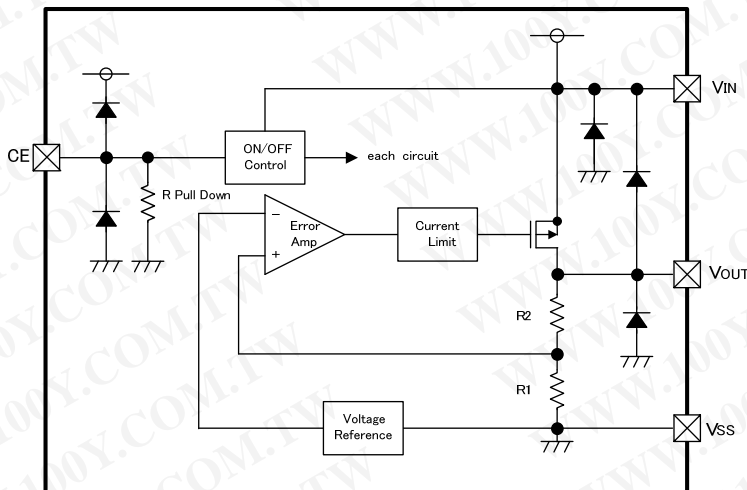 WWW.100Y.COM.TW
VIN
CE
ON/OFF
Control
each circuit
R Pull Down
−
Error
Amp
+
Current
Limit
VOUT
R2
R1
Voltage
Reference
VSS